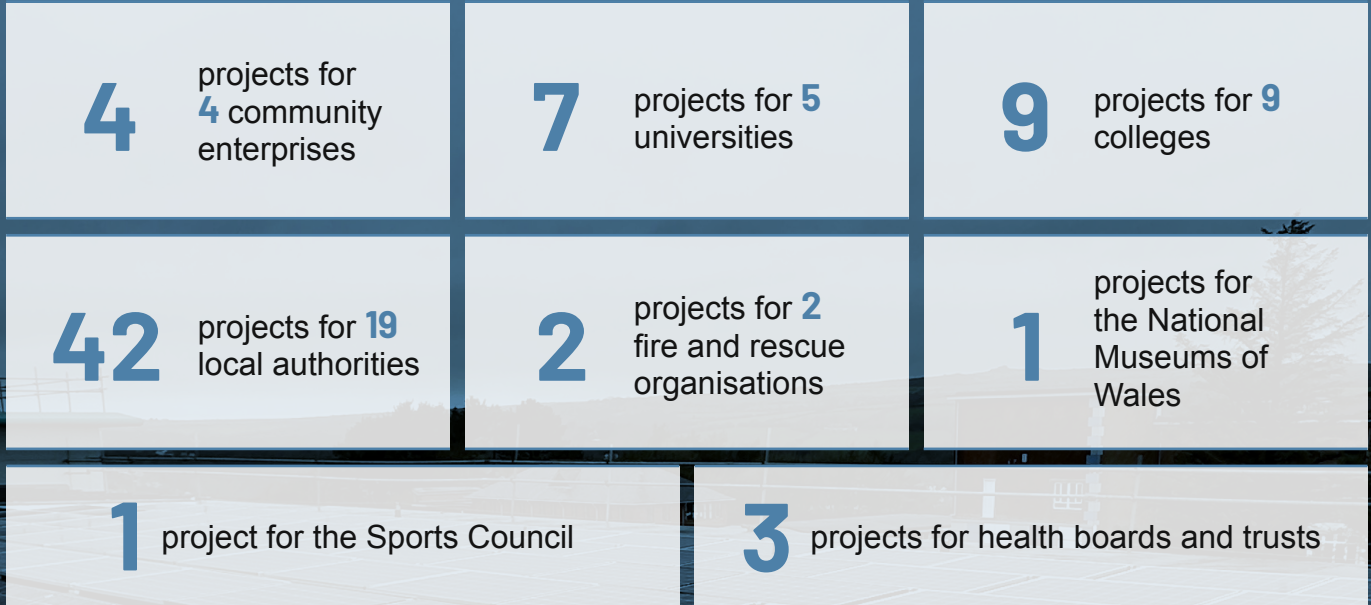 4
projects for
4 community
enterprises
7
projects for 5
universities
9
projects for 9
colleges
42
projects for 19
local authorities
2
projects for 2
fire and rescue
organisations
1
projects for
the National
Museums of
Wales
1 project for the Sports Council
3 projects for health boards and trusts